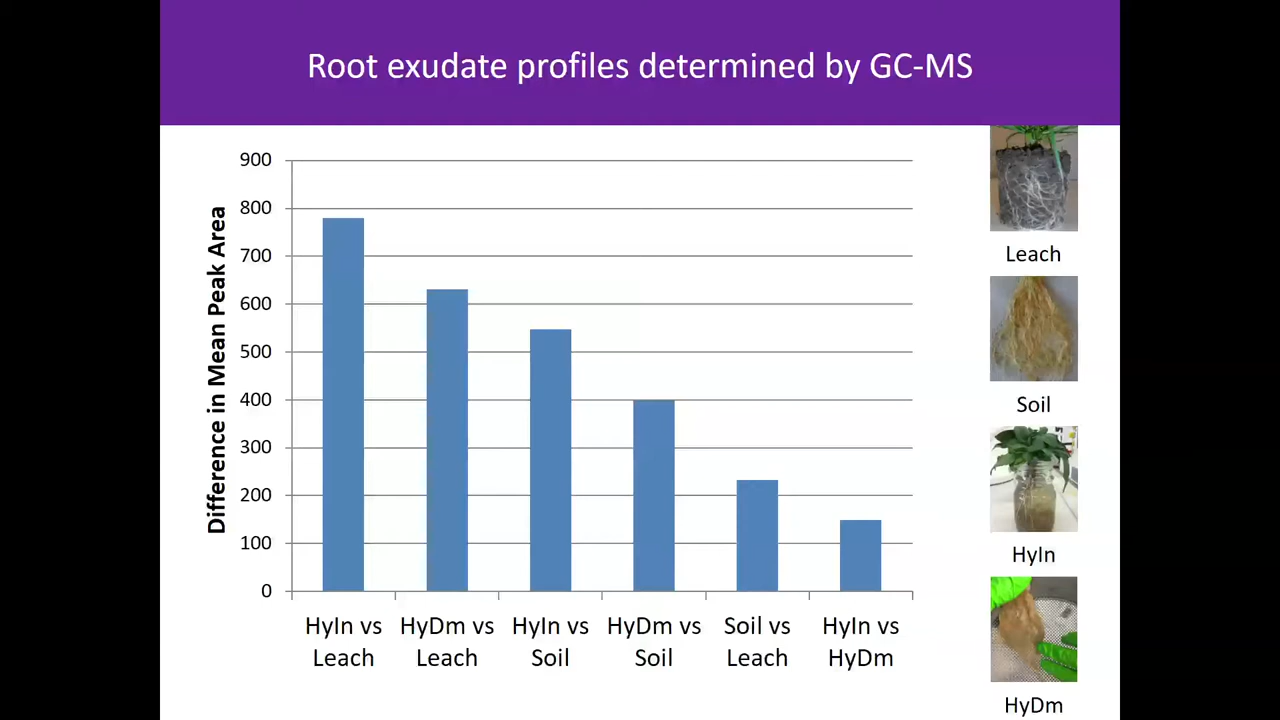 Root exudate profiles determined by GC-MS
Difference in Mean Peak Area
900
800
700
600
500
400
300
200
100
0
HyIn vs Leach
HyDm vs Leach
HyIn vs Soil
HyDm vs Soil
Soil vs Leach
HyIn vs HyDm
Leach
Soil
HyIn
HyDm